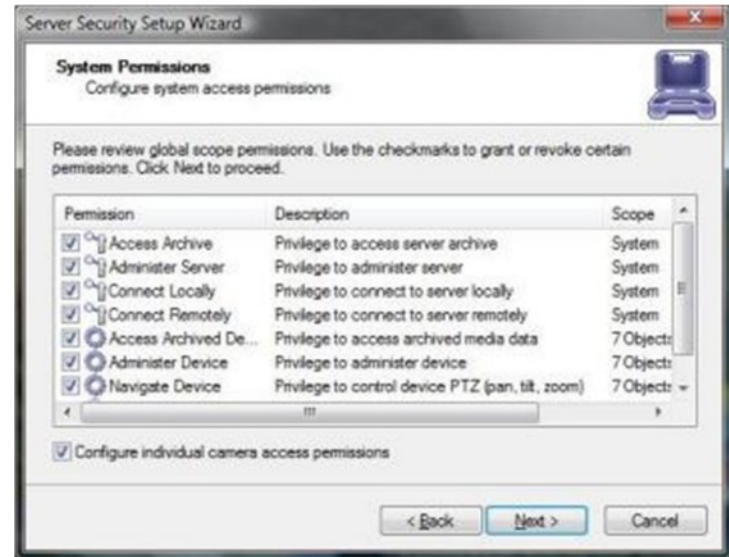 Server Security Setup Wizard
System Permissions
Configure system access permissions
Please review global scope permissions. Use the checkmarks to grant or revoke certain
permissions. Click Next to proceed.
Permission Description Scope
Access Archive Privilege to access server archive System
Administer Server Privilege to administer server System
Connect Locally Privilege to connect to server locally System
Connect Remotely Privilege to connect to server remotely System
Access Archived De... Privilege to access archived media data 7 Objects
Administer Device Privilege to administer device 7 Objects
Navigate Device Privilege to control device PTZ (pan, tilt, zoom) 7 Objects
Configure individual camera access permissions
< Back Next > Cancel